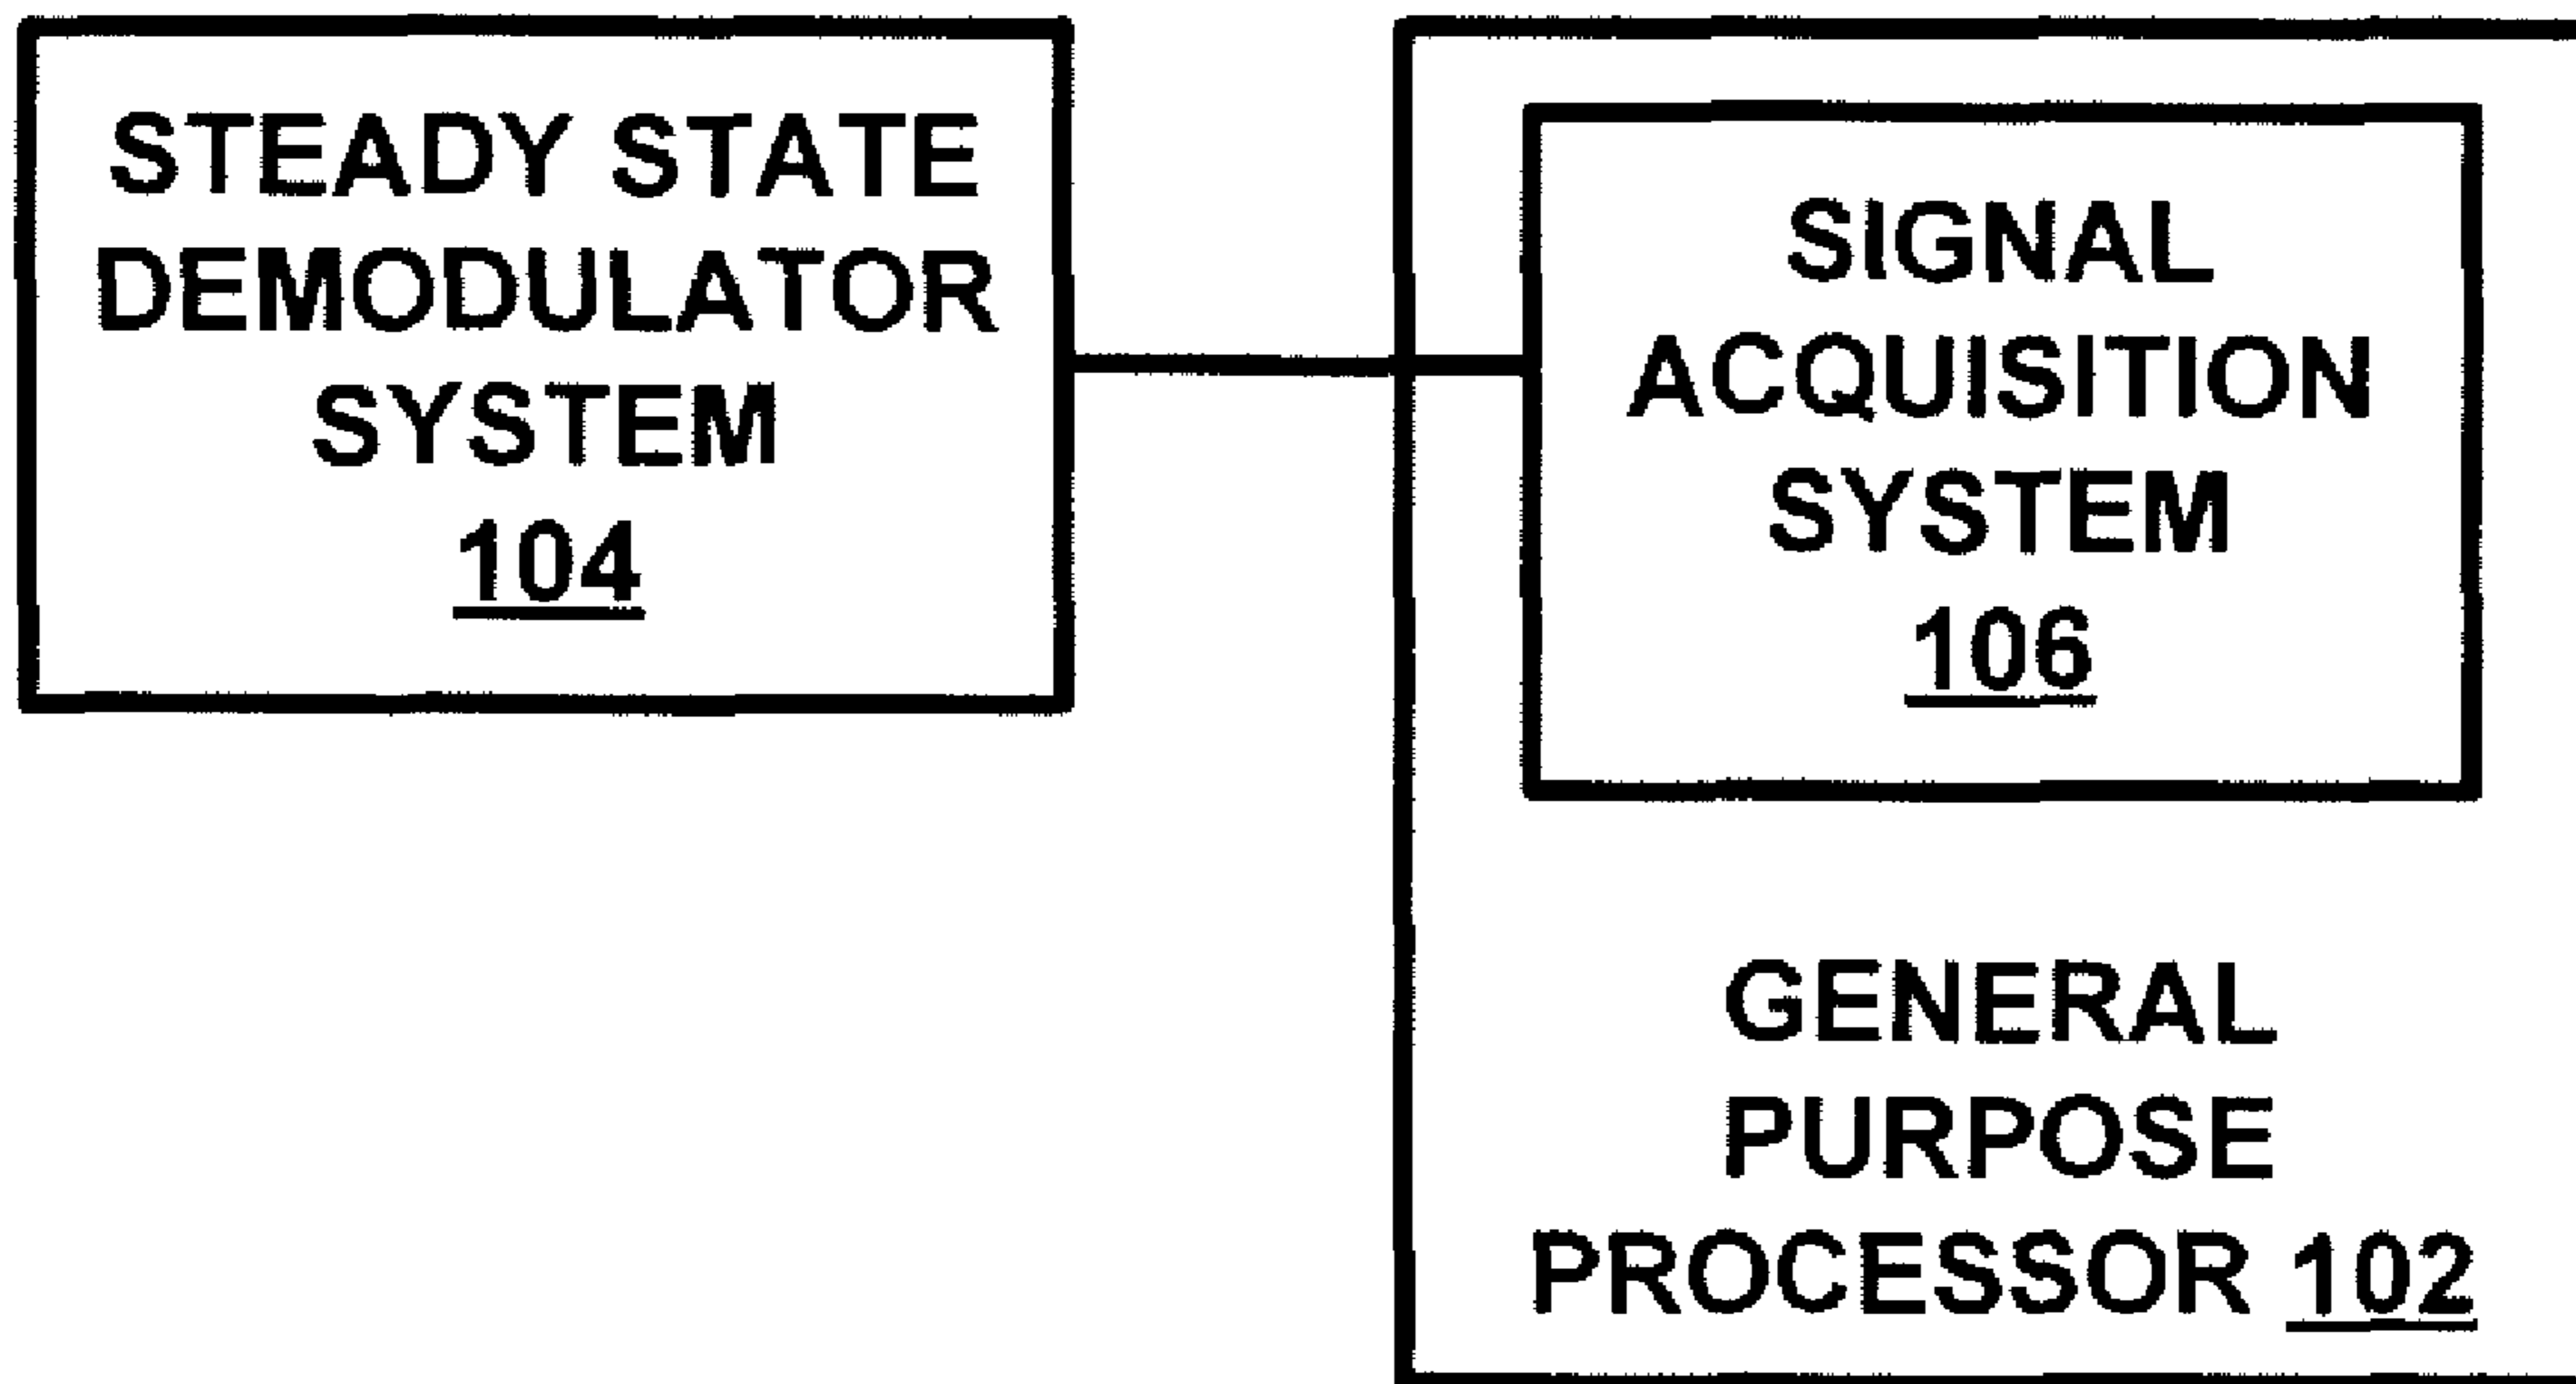 STEADY STATE
DEMODULATOR
SYSTEM
104
SIGNAL
ACQUISITION
SYSTEM
106
GENERAL
PURPOSE
PROCESSOR 102